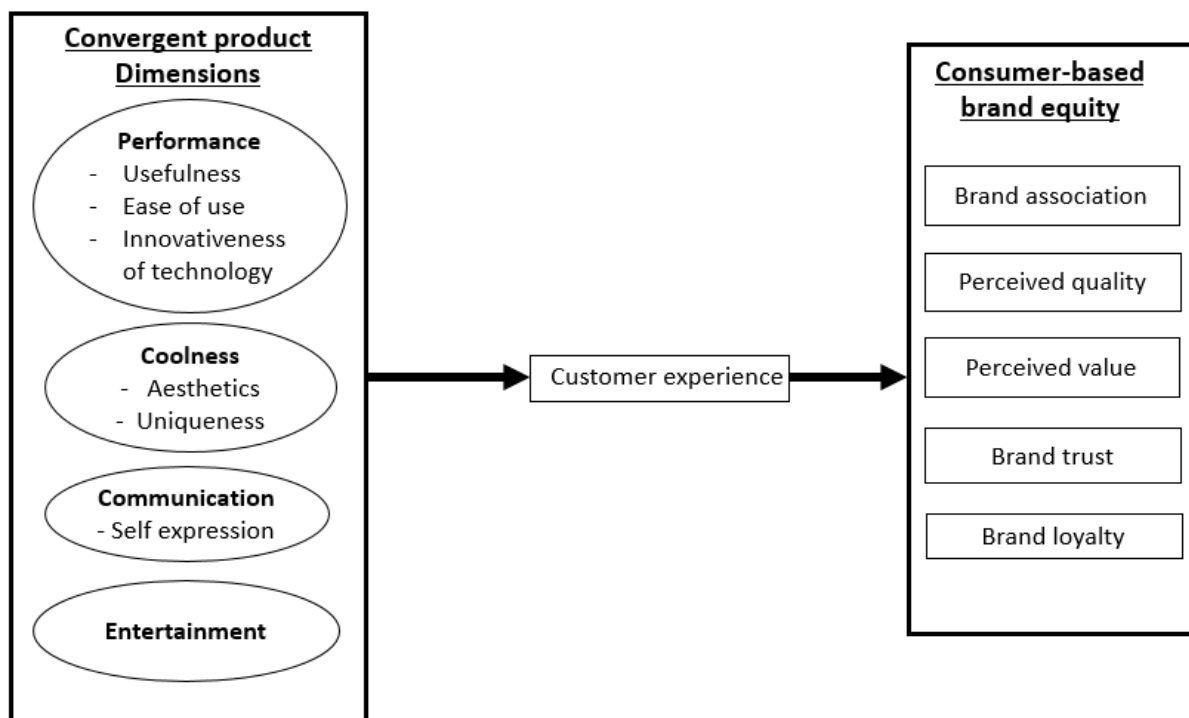 Convergent product
Dimensions
Performance
- Usefulness
- Ease of use
- Innovativeness
of technology
Coolness
- Aesthetics
- Uniqueness
Communication
- Self expression
Entertainment
Customer experience
Consumer-based
brand equity
Brand association
Perceived quality
Perceived value
Brand trust
Brand loyalty